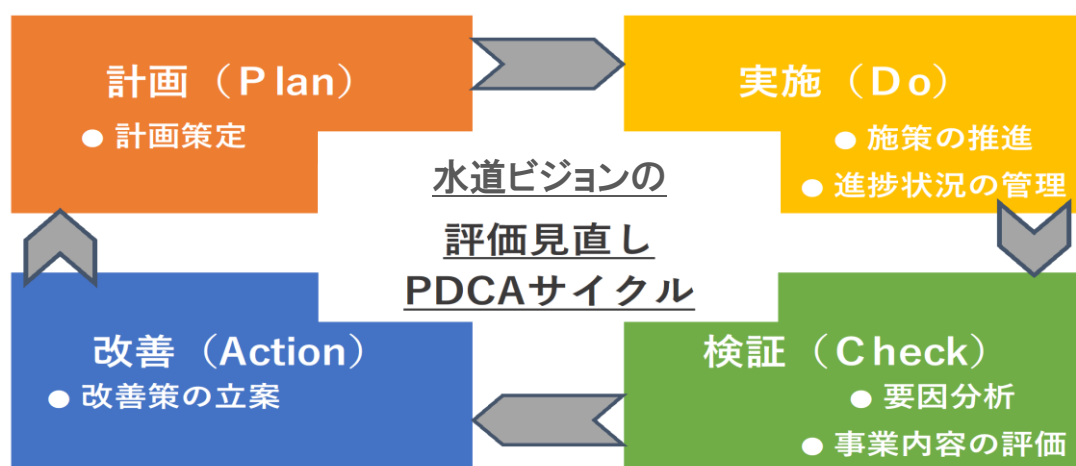 計画（Plan）
● 計画策定
実施（Do）
● 施策の推進
● 進捗状況の管理
水道ビジョンの
評価見直し
PDCAサイクル
改善（Action）
● 改善策の立案
検証（Check）
● 要因分析
● 事業内容の評価